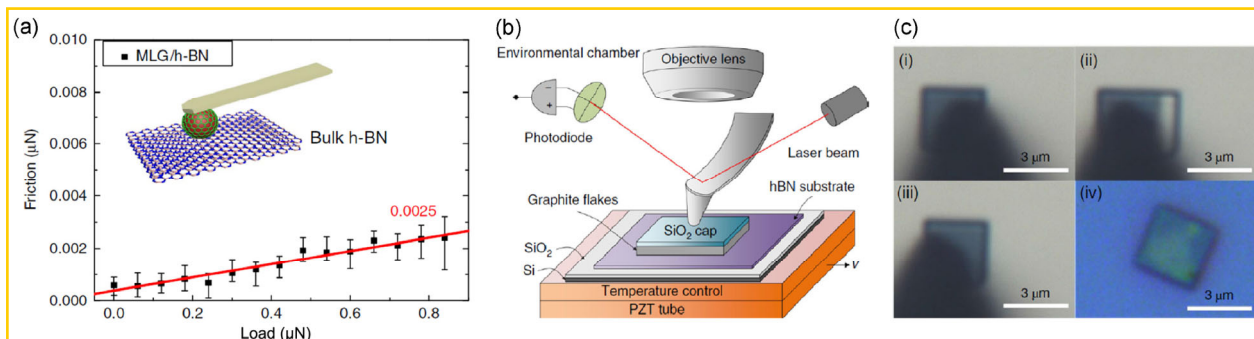 (a)
0.010
0.008
0.006
0.004
0.002
0.000
Friction (μN)
MLG/h-BN
Bulk h-BN
0.0025
0.0
0.2
0.4
0.6
0.8
Load (μN)
(b)
Environmental chamber
Objective lens
Photodiode
Laser beam
hBN substrate
Graphite flakes
SiO₂ cap
SiO₂
Si
v
Temperature control
PZT tube
(c)
(i)
3 μm
(ii)
3 μm
(iii)
3 μm
(iv)
3 μm